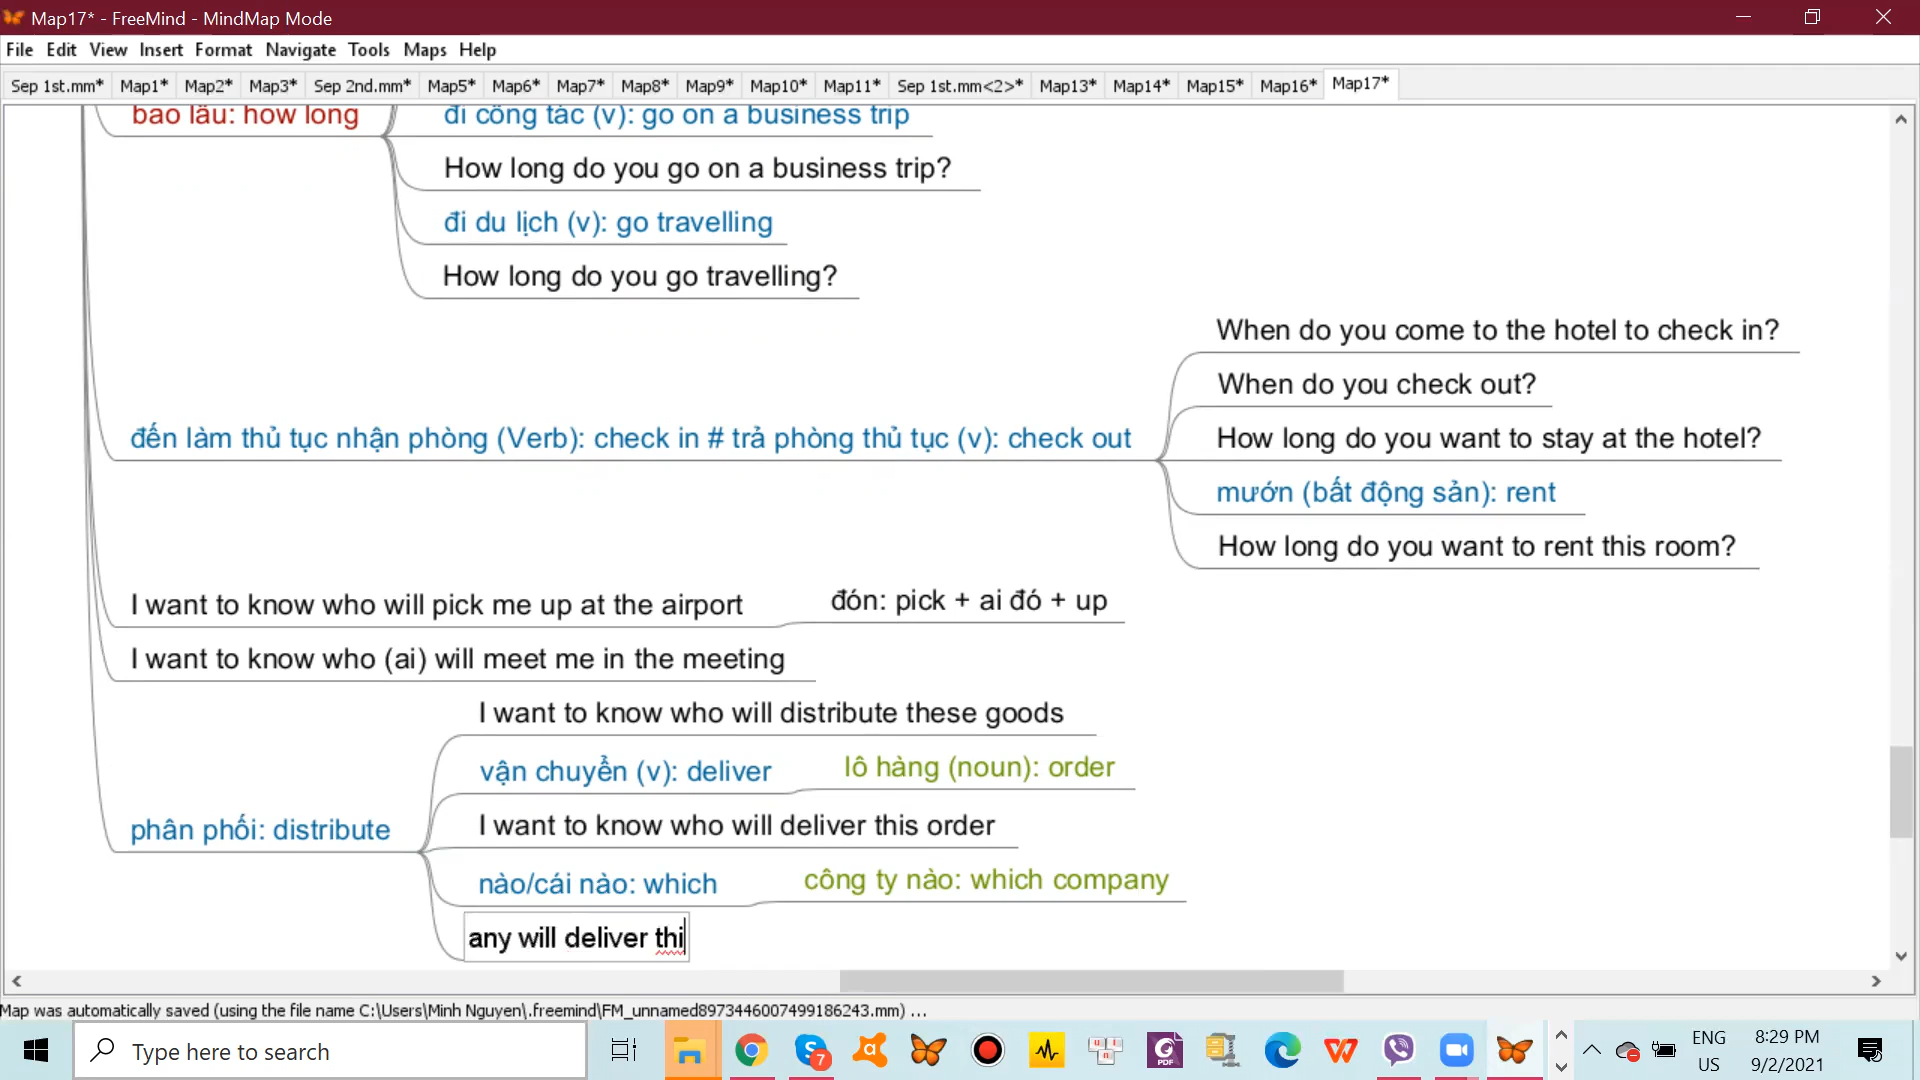 Map17* - FreeMind - MindMap Mode
File Edit View Insert Format Navigate Tools Maps Help
Sep 1st.mm* Map1* Map2* Map3* Sep 2nd.mm* Map5* Map6* Map7* Map8* Map9* Map10* Map11* Sep 1st.mm<2>* Map13* Map14* Map15* Map16* Map17*
bao lâu: how long
đi công tác (v): go on a business trip
How long do you go on a business trip?
đi du lịch (v): go travelling
How long do you go travelling?
đến làm thủ tục nhận phòng (Verb): check in # trả phòng thủ tục (v): check out
When do you come to the hotel to check in?
When do you check out?
How long do you want to stay at the hotel?
mướn (bất động sản): rent
How long do you want to rent this room?
I want to know who will pick me up at the airport
đón: pick + ai đó + up
I want to know who (ai) will meet me in the meeting
phân phối: distribute
I want to know who will distribute these goods
vận chuyển (v): deliver
lô hàng (noun): order
I want to know who will deliver this order
nào/cái nào: which
công ty nào: which company
any will deliver thi
Map was automatically saved (using the file name C:\Users\Minh Nguyen\.freemind\FM_unnamed8973446007499186243.mm) ...
Type here to search
7
ENG
US
8:29 PM
9/2/2021